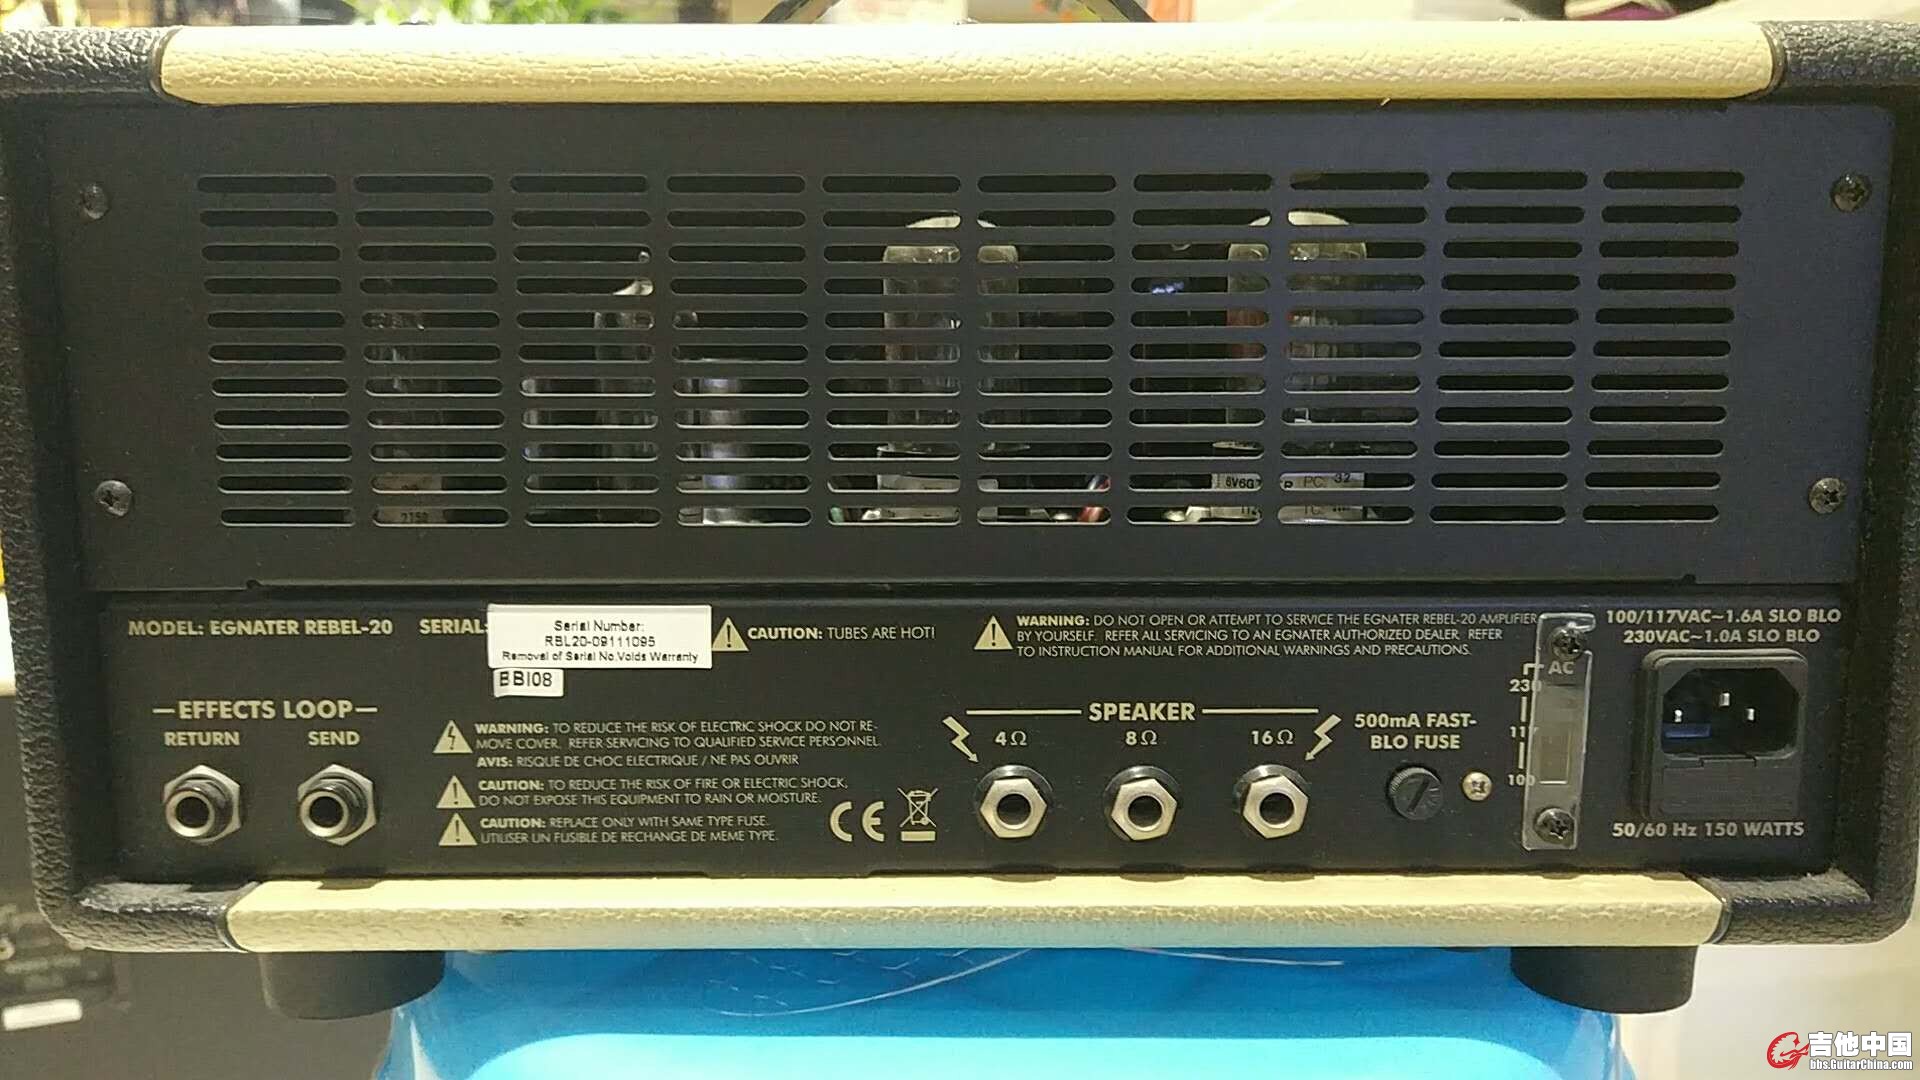 6V6G
PC 32
2150
MODEL: EGNATER REBEL-20
SERIAL:
Serial Number:
RBL20-09111095
Removal of Serial No.Voids Warranty
BBI08
CAUTION: TUBES ARE HOT!
WARNING: DO NOT OPEN OR ATTEMPT TO SERVICE THE EGNATER REBEL-20 AMPLIFIER
BY YOURSELF. REFER ALL SERVICING TO AN EGNATER AUTHORIZED DEALER. REFER
TO INSTRUCTION MANUAL FOR ADDITIONAL WARNINGS AND PRECAUTIONS.
100/117VAC~1.6A SLO BLO
230VAC~1.0A SLO BLO
AC
230
117
100
EFFECTS LOOP
RETURN SEND
WARNING: TO REDUCE THE RISK OF ELECTRIC SHOCK DO NOT RE-
MOVE COVER. REFER SERVICING TO QUALIFIED SERVICE PERSONNEL.
AVIS: RISQUE DE CHOC ELECTRIQUE / NE PAS OUVRIR
CAUTION: TO REDUCE THE RISK OF FIRE OR ELECTRIC SHOCK,
DO NOT EXPOSE THIS EQUIPMENT TO RAIN OR MOISTURE.
CAUTION: REPLACE ONLY WITH SAME TYPE FUSE.
UTILISER UN FUSIBLE DE RECHANGE DE MEME TYPE.
CE
SPEAKER
4Ω 8Ω 16Ω
500mA FAST-
BLO FUSE
50/60 Hz 150 WATTS
吉他中国
bbs.GuitarChina.com